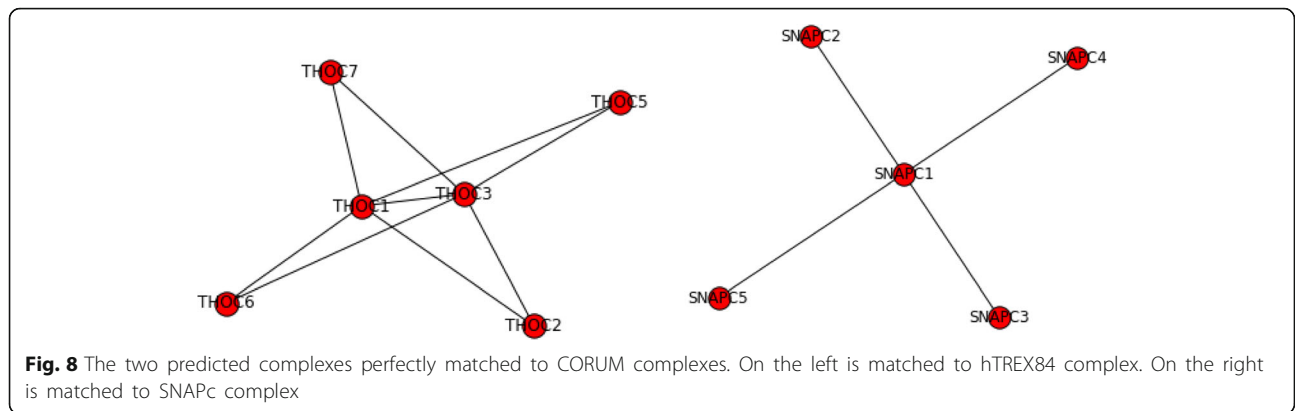 SNAPC2
SNAPC4
THOC7
THOC5
SNAPC1
THOC3
THOC1
SNAPC5
THOC6
SNAPC3
THOC2
Fig. 8 The two predicted complexes perfectly matched to CORUM complexes. On the left is matched to hTREX84 complex. On the right
is matched to SNAPc complex